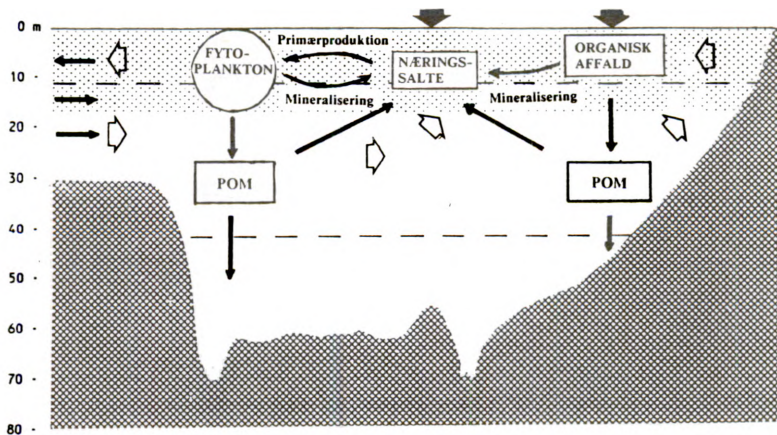 0 m
10 -
20 -
30 -
40 -
50 -
60 -
70 -
80 -
FYTO-
PLANKTON
Primærproduktion
Mineralisering
NÆRINGS-
SALTE
Mineralisering
ORGANISK
AFFALD
POM
POM